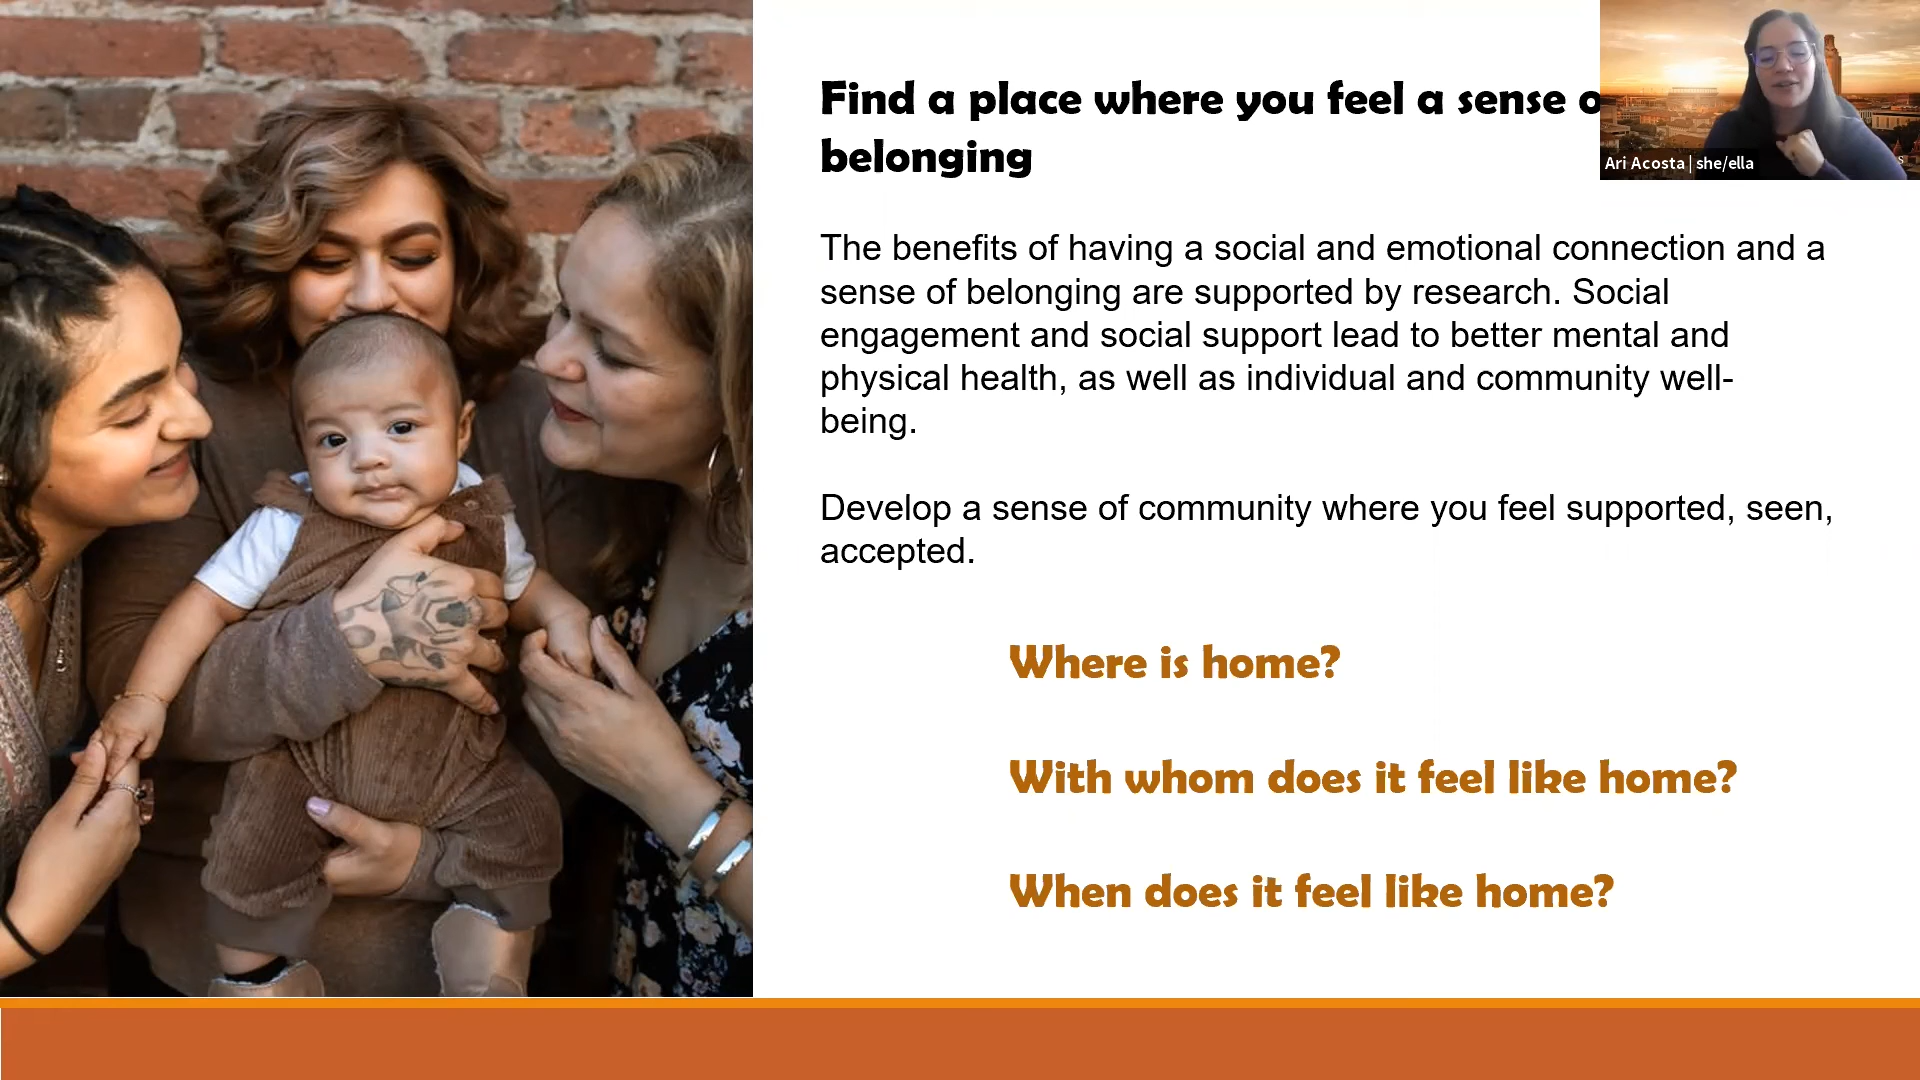 Find a place where you feel a sense
belonging
Ari Acosta | she/ella
The benefits of having a social and emotional connection and a
sense of belonging are supported by research. Social
engagement and social support lead to better mental and
physical health, as well as individual and community well-
being.
Develop a sense of community where you feel supported, seen,
accepted.
Where is home?
With whom does it feel like home?
When does it feel like home?